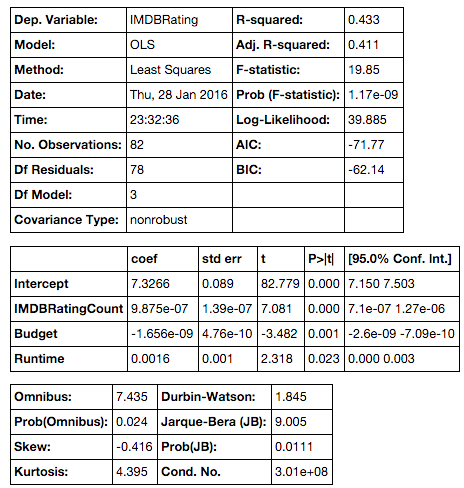 Dep. Variable: IMDBRating R-squared: 0.433
Model: OLS Adj. R-squared: 0.411
Method: Least Squares F-statistic: 19.85
Date: Thu, 28 Jan 2016 Prob (F-statistic): 1.17e-09
Time: 23:32:36 Log-Likelihood: 39.885
No. Observations: 82 AIC: -71.77
Df Residuals: 78 BIC: -62.14
Df Model: 3
Covariance Type: nonrobust
coef std err t P>|t| [95.0% Conf. Int.]
Intercept 7.3266 0.089 82.779 0.000 7.150 7.503
IMDBRatingCount 9.875e-07 1.39e-07 7.081 0.000 7.1e-07 1.27e-06
Budget -1.656e-09 4.76e-10 -3.482 0.001 -2.6e-09 -7.09e-10
Runtime 0.0016 0.001 2.318 0.023 0.000 0.003
Omnibus: 7.435 Durbin-Watson: 1.845
Prob(Omnibus): 0.024 Jarque-Bera (JB): 9.005
Skew: -0.416 Prob(JB): 0.0111
Kurtosis: 4.395 Cond. No. 3.01e+08